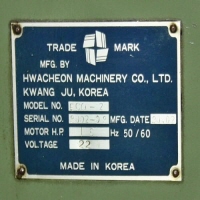 TRADE MARK
MFG. BY
HWACHEON MACHINERY CO., LTD.
KWANG JU, KOREA
MODEL NO.
SERIAL NO. MFG. DATE
MOTOR H.P. Hz 50/60
VOLTAGE 22
MADE IN KOREA